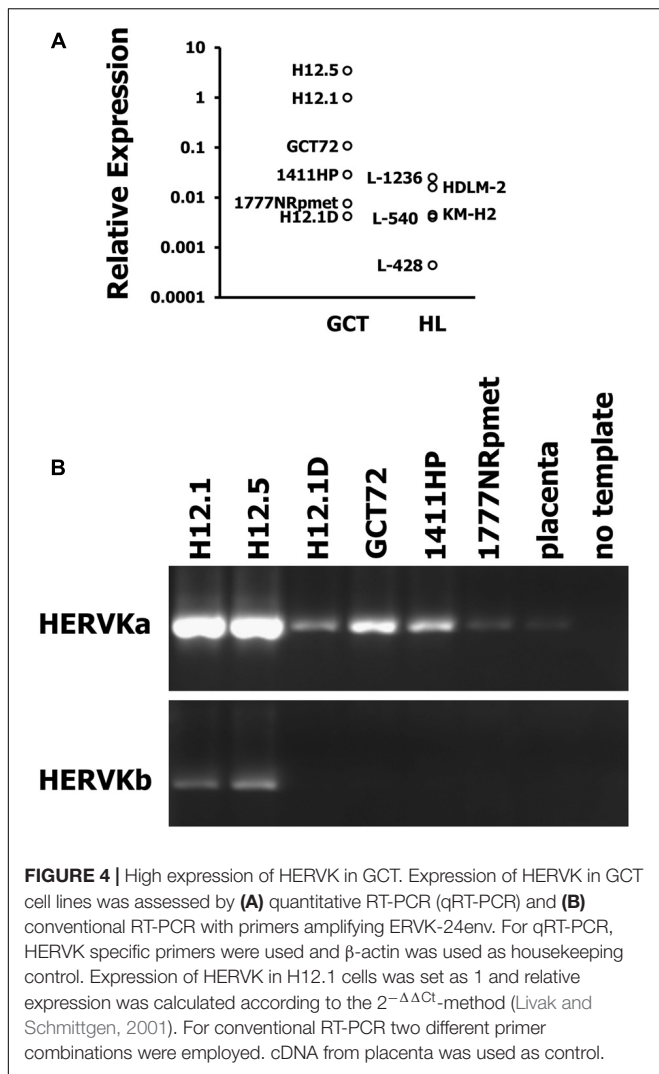 A
Relative Expression
10
1
0.1
0.01
0.001
0.0001
H12.5
H12.1
GCT72
1411HP
1777NRpmet
H12.1D
L-1236
HDLM-2
L-540
KM-H2
L-428
GCT
HL
B
H12.1
H12.5
H12.1D
GCT72
1411HP
1777NRpmet
placenta
no template
HERVKa
HERVKb
FIGURE 4 | High expression of HERVK in GCT. Expression of HERVK in GCT
cell lines was assessed by (A) quantitative RT-PCR (qRT-PCR) and (B)
conventional RT-PCR with primers amplifying ERVK-24env. For qRT-PCR,
HERVK specific primers were used and β-actin was used as housekeeping
control. Expression of HERVK in H12.1 cells was set as 1 and relative
expression was calculated according to the 2−ΔΔCt-method (Livak and
Schmittgen, 2001). For conventional RT-PCR two different primer
combinations were employed. cDNA from placenta was used as control.